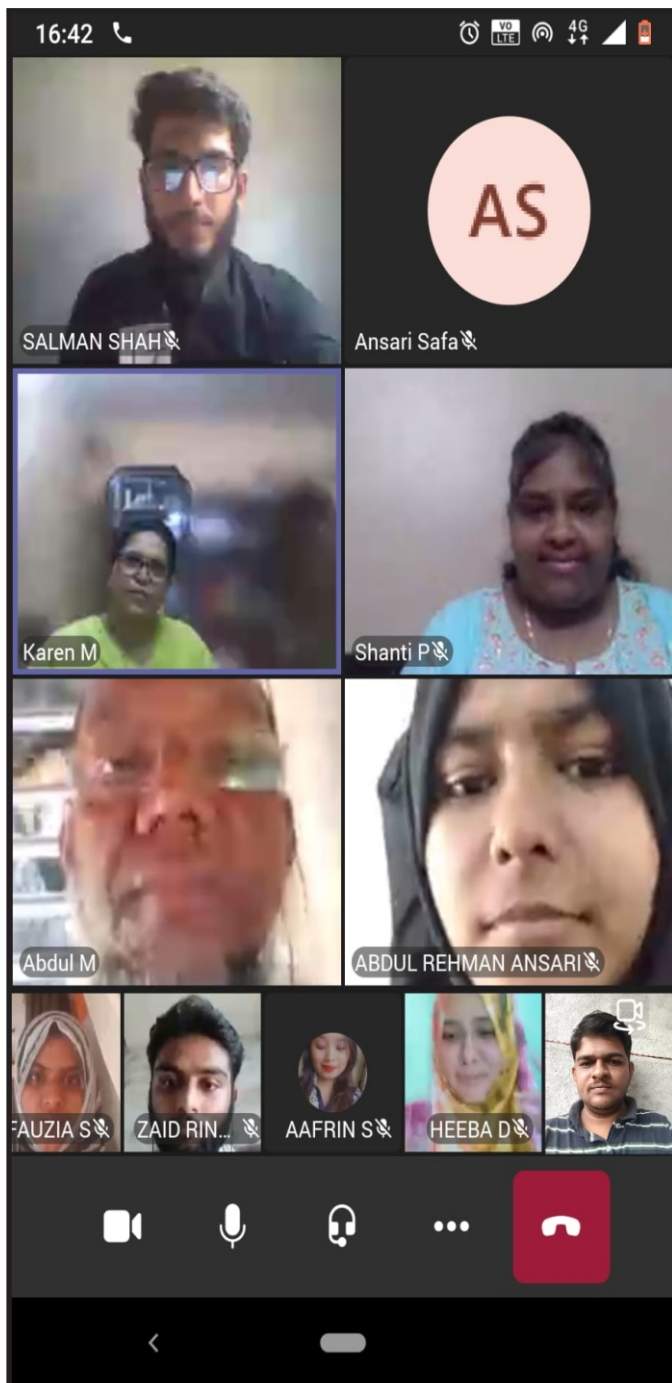 16:42
VO
LTE
4G
SALMAN SHAH
AS
Ansari Safa
Karen M
Shanti P
Abdul M
ABDUL REHMAN ANSARI
FAUZIA S
ZAID RIN...
AAFRIN S
HEEBA D